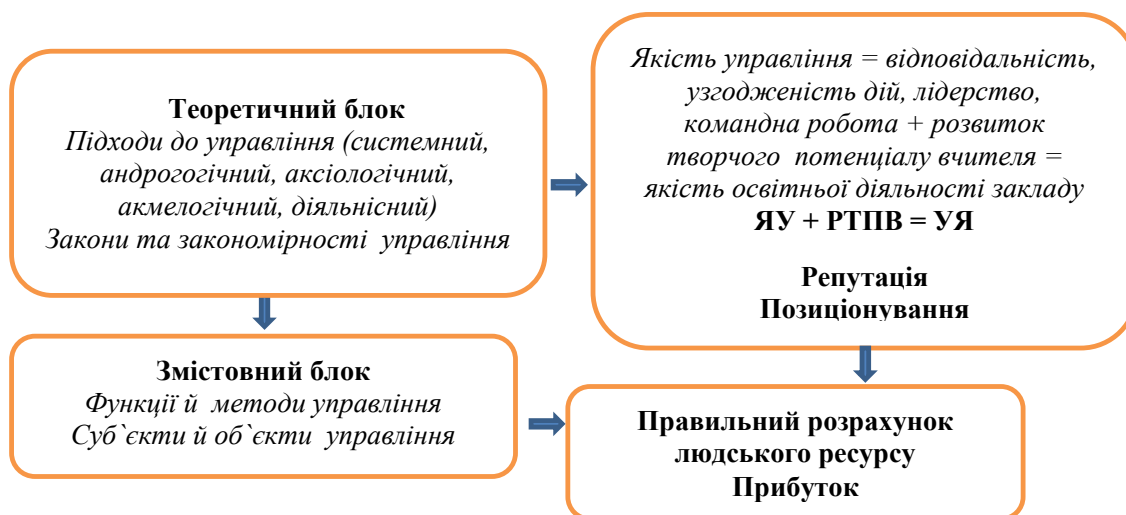 Теоретичний блок
Підходи до управління (системний,
андрогогічний, аксіологічний,
акмелогічний, діяльнісний)
Закони та закономірності управління
Якість управління = відповідальність,
узгодженість дій, лідерство,
командна робота + розвиток
творчого потенціалу вчителя =
якість освітньої діяльності закладу
ЯУ + РТПВ = УЯ
Репутація
Позиціонування
Змістовний блок
Функції й методи управління
Суб`єкти й об`єкти управління
Правильний розрахунок
людського ресурсу
Прибуток